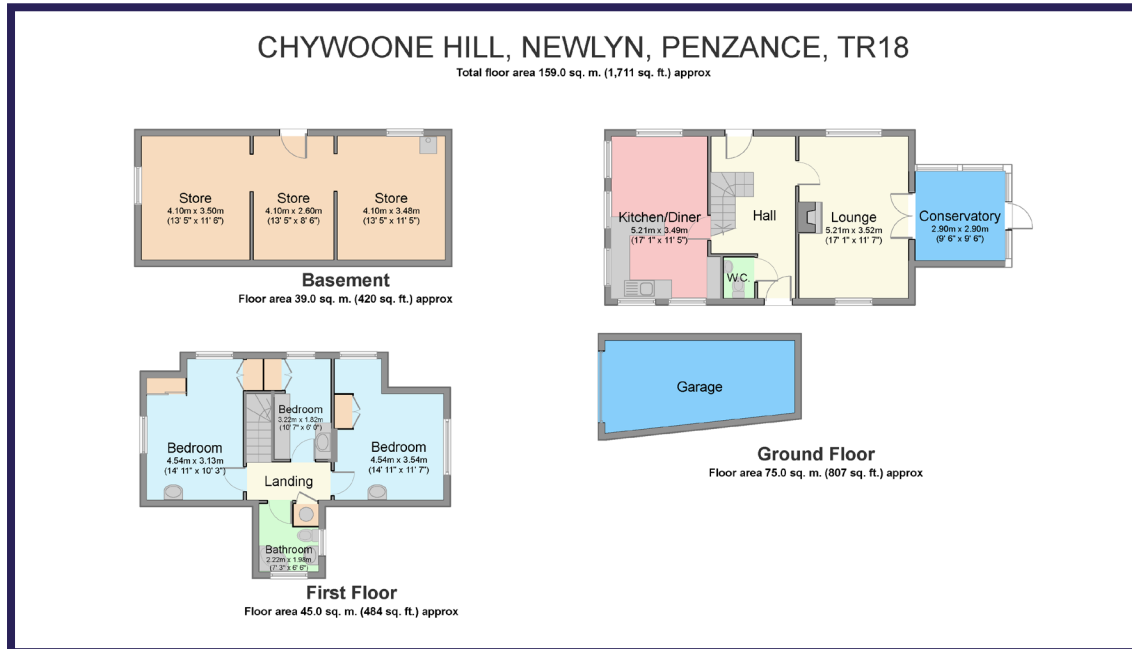 CHYWOONE HILL, NEWLYN, PENZANCE, TR18
Total floor area 159.0 sq. m. (1,711 sq. ft.) approx
Store
4.10m x 3.50m
(13' 5" x 11' 6")
Store
4.10m x 2.60m
(13' 5" x 8' 6")
Store
4.10m x 3.48m
(13' 5" x 11' 5")
Basement
Floor area 39.0 sq. m. (420 sq. ft.) approx
Kitchen/Diner
5.21m x 3.49m
(17' 1" x 11' 5")
Hall
W.C.
Lounge
5.21m x 3.52m
(17' 1" x 11' 7")
Conservatory
2.90m x 2.90m
(9' 6" x 9' 6")
Garage
Ground Floor
Floor area 75.0 sq. m. (807 sq. ft.) approx
Bedroom
4.54m x 3.13m
(14' 11" x 10' 3")
Bedroom
3.22m x 1.82m
(10' 7" x 6' 0")
Bedroom
4.54m x 3.54m
(14' 11" x 11' 7")
Landing
Bathroom
2.22m x 1.98m
(7' 3" x 6' 6")
First Floor
Floor area 45.0 sq. m. (484 sq. ft.) approx